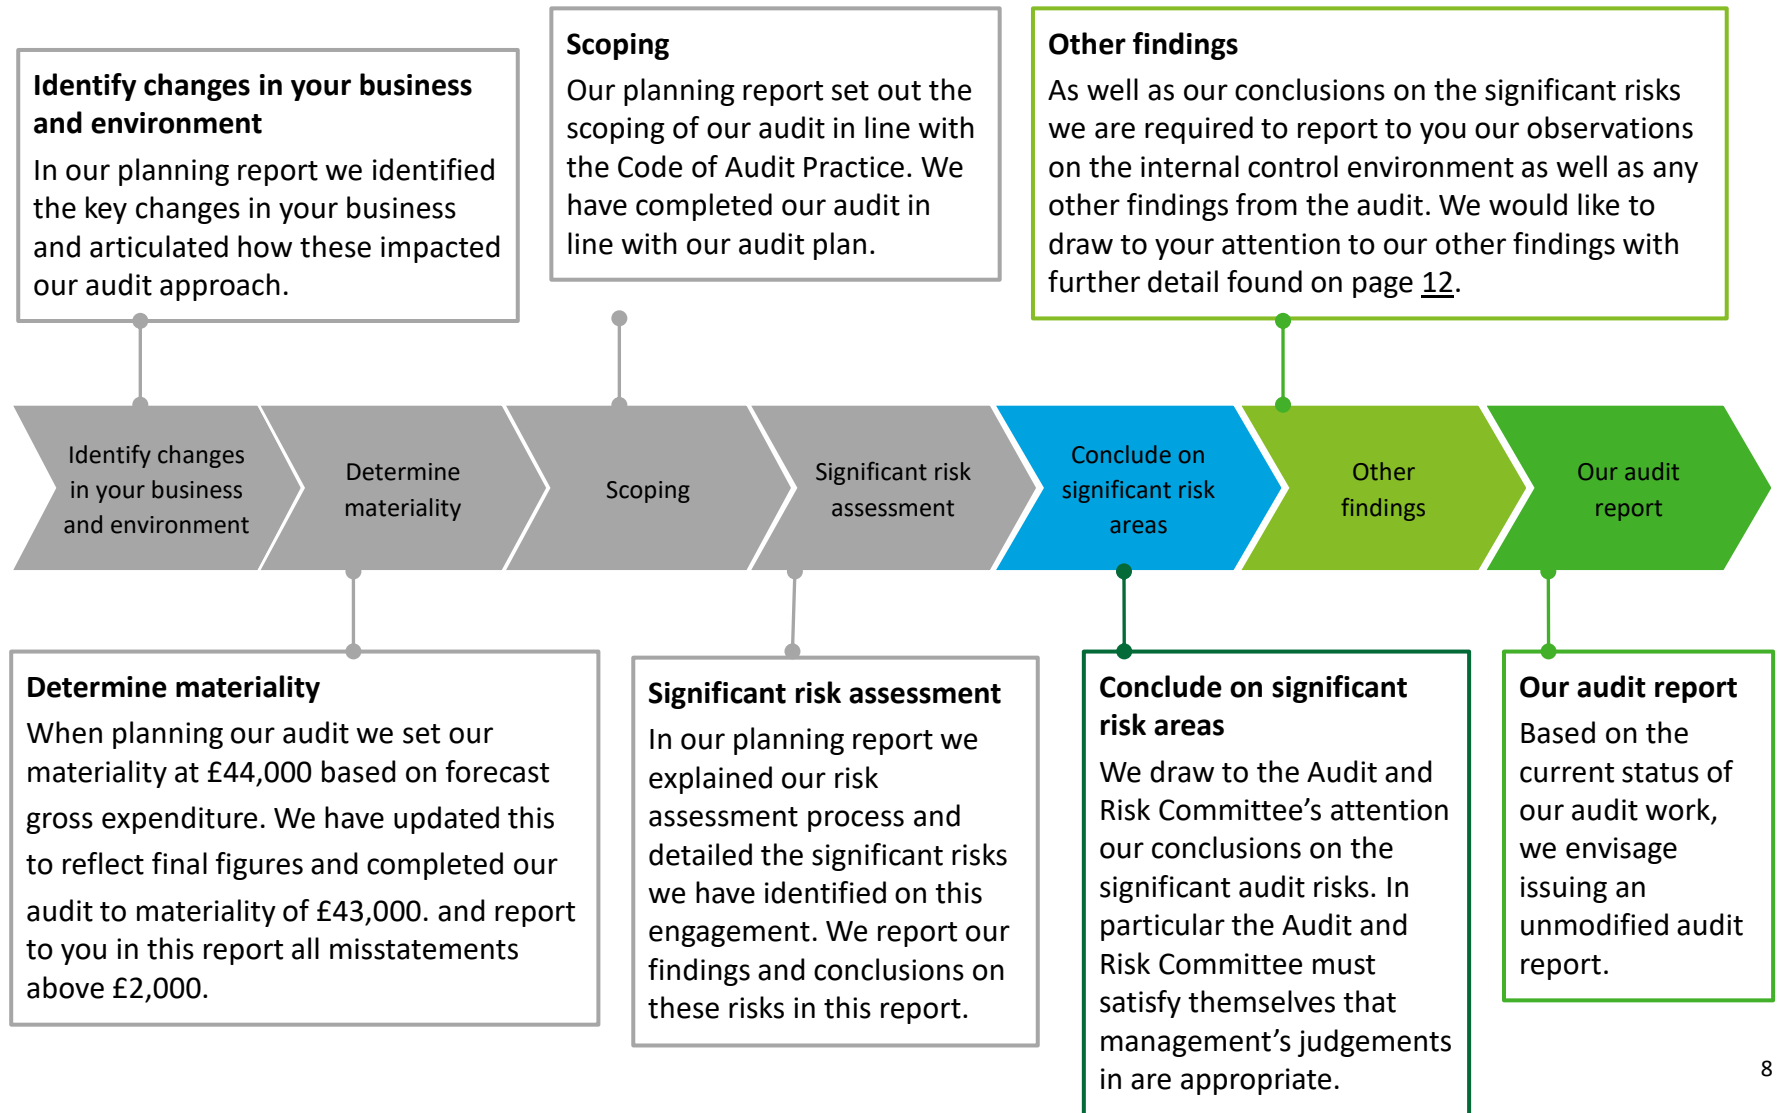 Identify changes in your business
and environment
In our planning report we identified
the key changes in your business
and articulated how these impacted
our audit approach.
Scoping
Our planning report set out the
scoping of our audit in line with
the Code of Audit Practice. We
have completed our audit in
line with our audit plan.
Other findings
As well as our conclusions on the significant risks
we are required to report to you our observations
on the internal control environment as well as any
other findings from the audit. We would like to
draw to your attention to our other findings with
further detail found on page 12.
Identify changes
in your business
and environment
Determine
materiality
Scoping
Significant risk
assessment
Conclude on
significant risk
areas
Other
findings
Our audit
report
Determine materiality
When planning our audit we set our
materiality at £44,000 based on forecast
gross expenditure. We have updated this
to reflect final figures and completed our
audit to materiality of £43,000. and report
to you in this report all misstatements
above £2,000.
Significant risk assessment
In our planning report we
explained our risk
assessment process and
detailed the significant risks
we have identified on this
engagement. We report our
findings and conclusions on
these risks in this report.
Conclude on significant
risk areas
We draw to the Audit and
Risk Committee’s attention
our conclusions on the
significant audit risks. In
particular the Audit and
Risk Committee must
satisfy themselves that
management’s judgements
in are appropriate.
Our audit report
Based on the
current status of
our audit work,
we envisage
issuing an
unmodified audit
report.
8